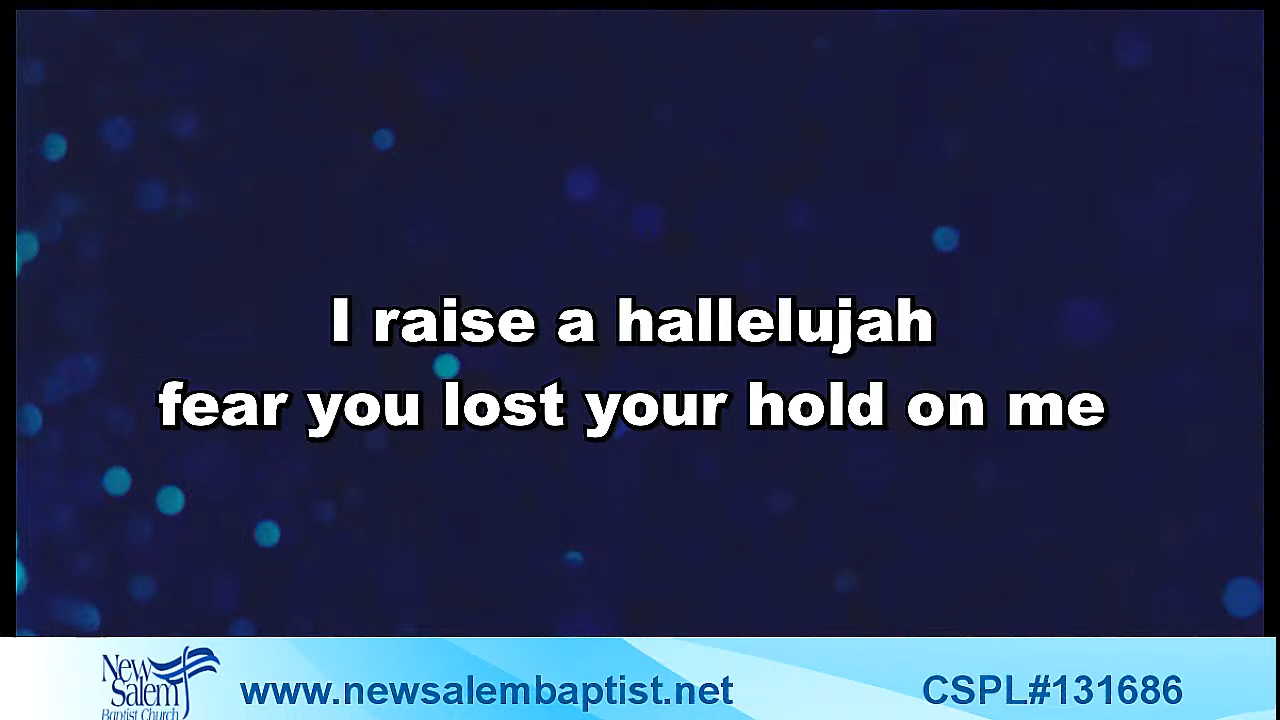 I raise a hallelujah
fear you lost your hold on me
New
Salem
Baptist Church
www.newsalembaptist.net
CSPL#131686